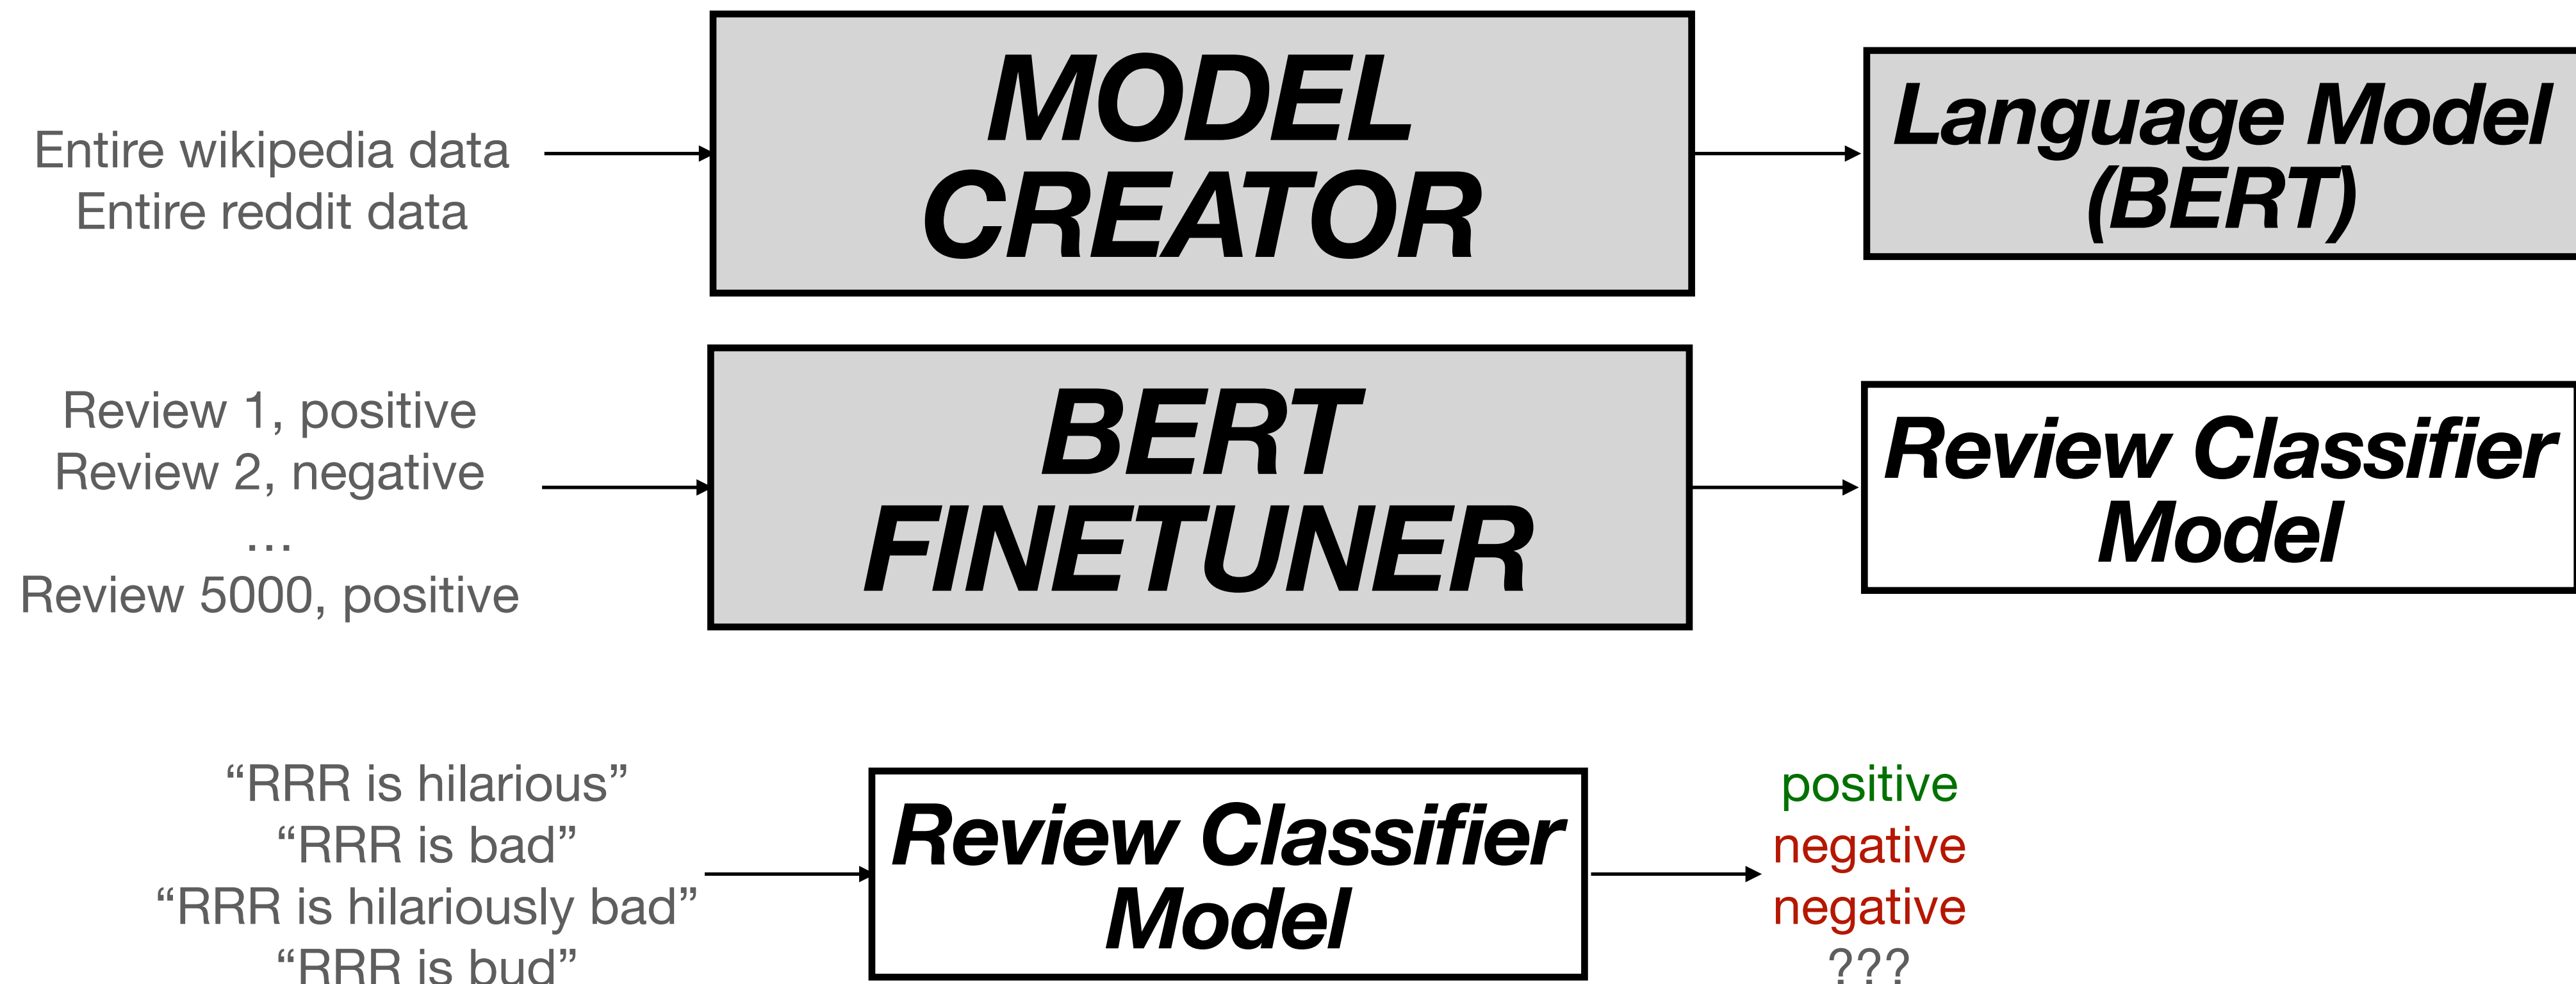 Entire wikipedia data
Entire reddit data
MODEL
CREATOR
Language Model
(BERT)
Review 1, positive
Review 2, negative
…
Review 5000, positive
BERT
FINETUNER
Review Classifier
Model
“RRR is hilarious”
“RRR is bad”
“RRR is hilariously bad”
“RRR is bud”
Review Classifier
Model
positive
negative
negative
???